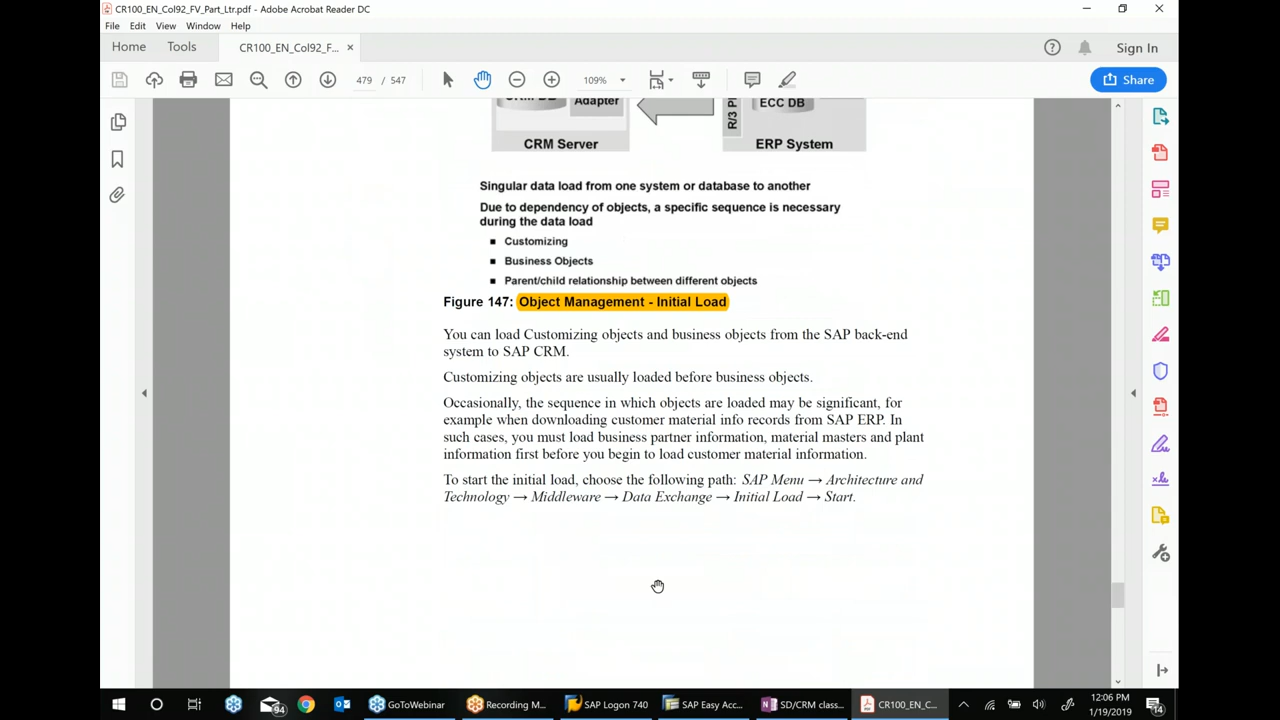 CR100_EN_Col92_FV_Part_Ltr.pdf - Adobe Acrobat Reader DC
File Edit View Window Help
Home Tools CR100_EN_Col92_F... × Sign In
479 / 547 109% Share
Adapter R/3 ECC DB
CRM Server ERP System
Singular data load from one system or database to another
Due to dependency of objects, a specific sequence is necessary
during the data load
■ Customizing
■ Business Objects
■ Parent/child relationship between different objects
Figure 147: Object Management - Initial Load
You can load Customizing objects and business objects from the SAP back-end
system to SAP CRM.
Customizing objects are usually loaded before business objects.
Occasionally, the sequence in which objects are loaded may be significant, for
example when downloading customer material info records from SAP ERP. In
such cases, you must load business partner information, material masters and plant
information first before you begin to load customer material information.
To start the initial load, choose the following path: SAP Menu → Architecture and
Technology → Middleware → Data Exchange → Initial Load → Start.
94 GoToWebinar Recording M... SAP Logon 740 SAP Easy Acc... SD/CRM class... CR100_EN_C... 12:06 PM
1/19/2019 14